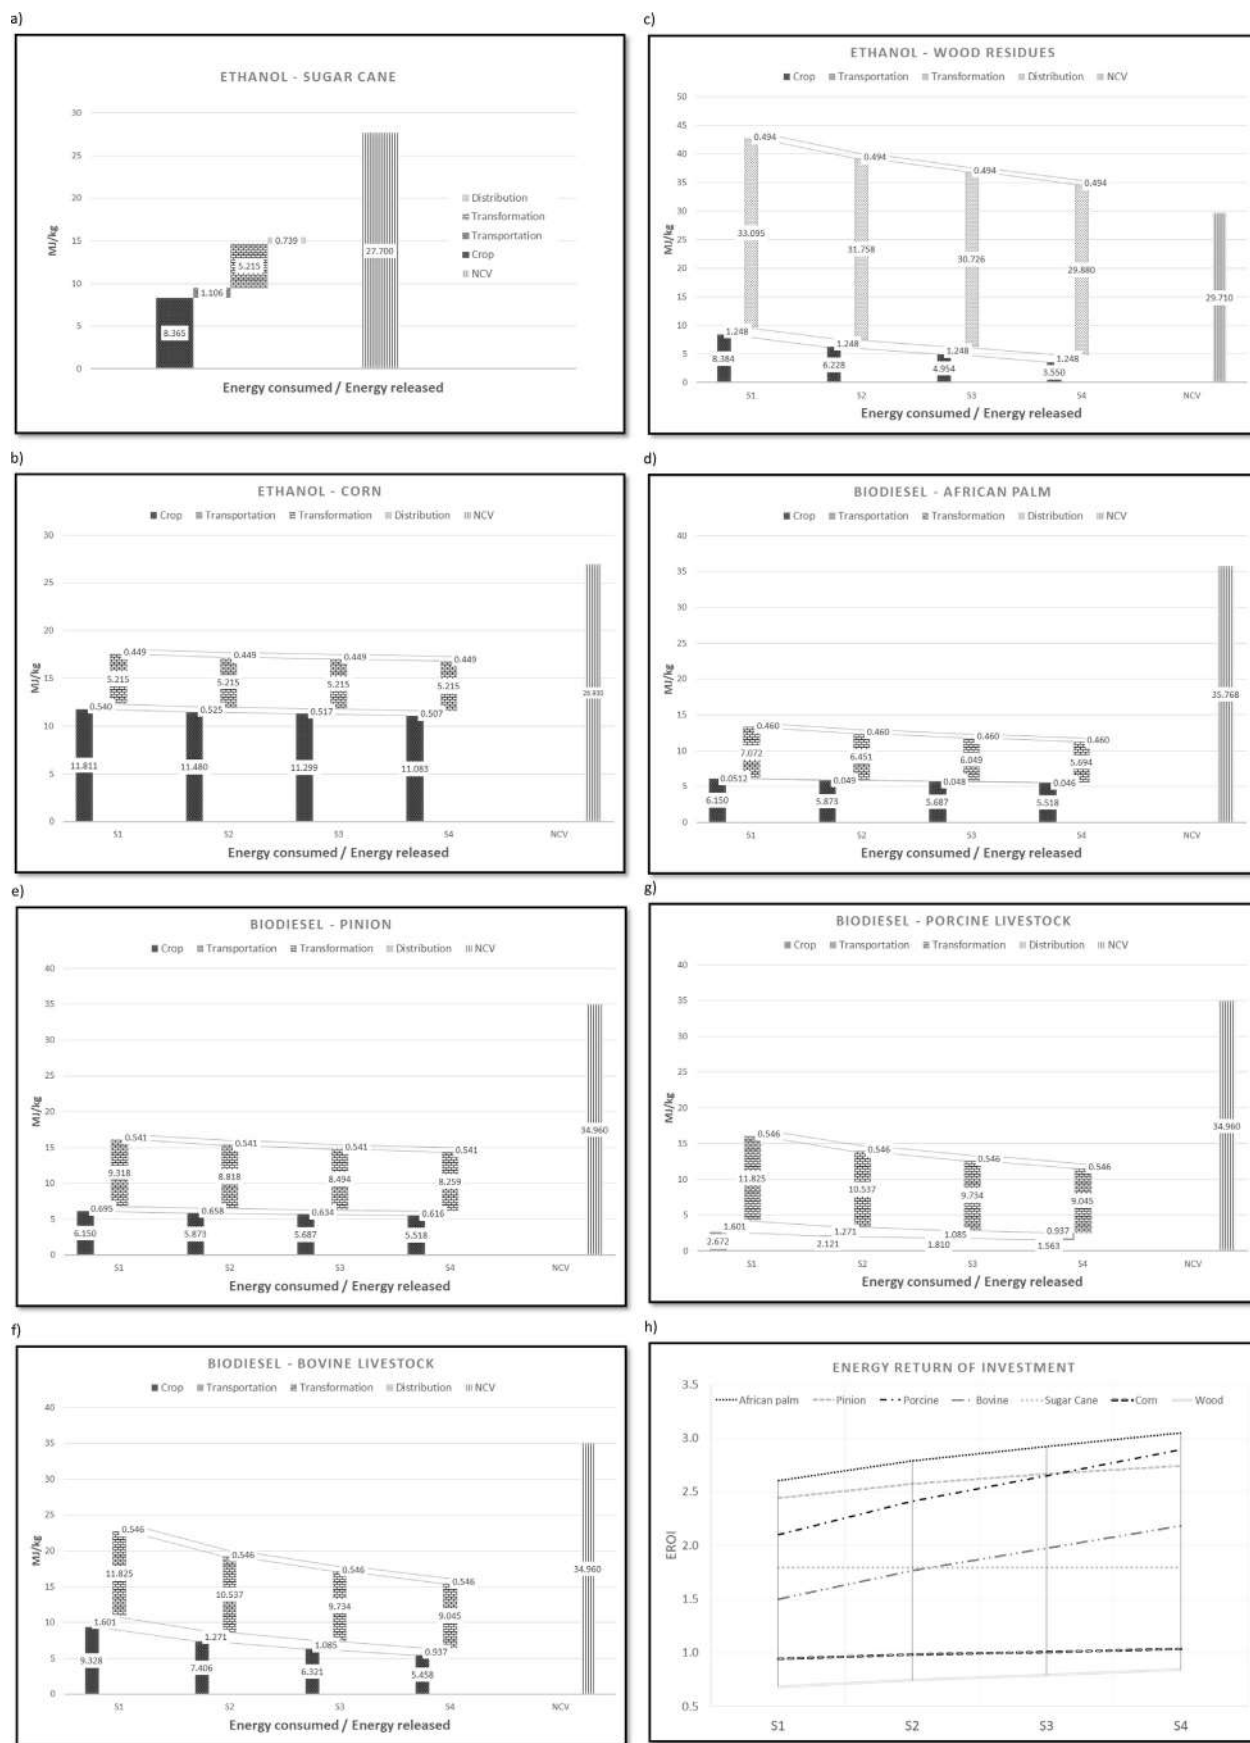 a)
ETHANOL - SUGAR CANE
30
25
20
15
10
5
0
MJ/kg
8.365
1.106
5.215
0.739
27.700
Distribution
Transformation
Transportation
Crop
NCV
Energy consumed / Energy released
c)
ETHANOL - WOOD RESIDUES
Crop Transportation Transformation Distribution NCV
50
45
40
35
30
25
20
15
10
5
0
MJ/kg
0.494 0.494 0.494 0.494
33.095 31.758 30.726 29.880
1.248 1.248 1.248 1.248
8.384 6.228 4.954 3.550
29.710
S1 S2 S3 S4 NCV
Energy consumed / Energy released
b)
ETHANOL - CORN
Crop Transportation Transformation Distribution NCV
30
25
20
15
10
5
0
MJ/kg
0.449 0.449 0.449 0.449
5.215 5.215 5.215 5.215
0.540 0.525 0.517 0.507
11.811 11.480 11.299 11.083
S1 S2 S3 S4 NCV
Energy consumed / Energy released
d)
BIODIESEL - AFRICAN PALM
Crop Transportation Transformation Distribution NCV
40
35
30
25
20
15
10
5
0
MJ/kg
0.460 0.460 0.460 0.460
7.072 6.451 6.049 5.694
0.0512 0.049 0.048 0.046
6.150 5.873 5.687 5.518
35.768
S1 S2 S3 S4 NCV
Energy consumed / Energy released
e)
BIODIESEL - PINION
Crop Transportation Transformation Distribution NCV
40
35
30
25
20
15
10
5
0
MJ/kg
0.541 0.541 0.541 0.541
9.318 8.818 8.494 8.259
0.695 0.658 0.634 0.616
6.150 5.873 5.687 5.518
34.960
S1 S2 S3 S4 NCV
Energy consumed / Energy released
g)
BIODIESEL - PORCINE LIVESTOCK
Crop Transportation Transformation Distribution NCV
40
35
30
25
20
15
10
5
0
MJ/kg
0.546 0.546 0.546 0.546
11.825 10.537 9.734 9.045
1.601 1.271 1.085 0.937
2.672 2.121 1.810 1.563
34.960
S1 S2 S3 S4 NCV
Energy consumed / Energy released
f)
BIODIESEL - BOVINE LIVESTOCK
Crop Transportation Transformation Distribution NCV
40
35
30
25
20
15
10
5
0
MJ/kg
0.546 0.546 0.546 0.546
11.825 10.537 9.734 9.045
1.601 1.271 1.085 0.937
9.328 7.406 6.321 5.458
34.960
S1 S2 S3 S4 NCV
Energy consumed / Energy released
h)
ENERGY RETURN OF INVESTMENT
3.5
African palm Pinion Porcine Bovine Sugar Cane Corn Wood
3.0
2.5
2.0
1.5
1.0
0.5
EROI
S1 S2 S3 S4